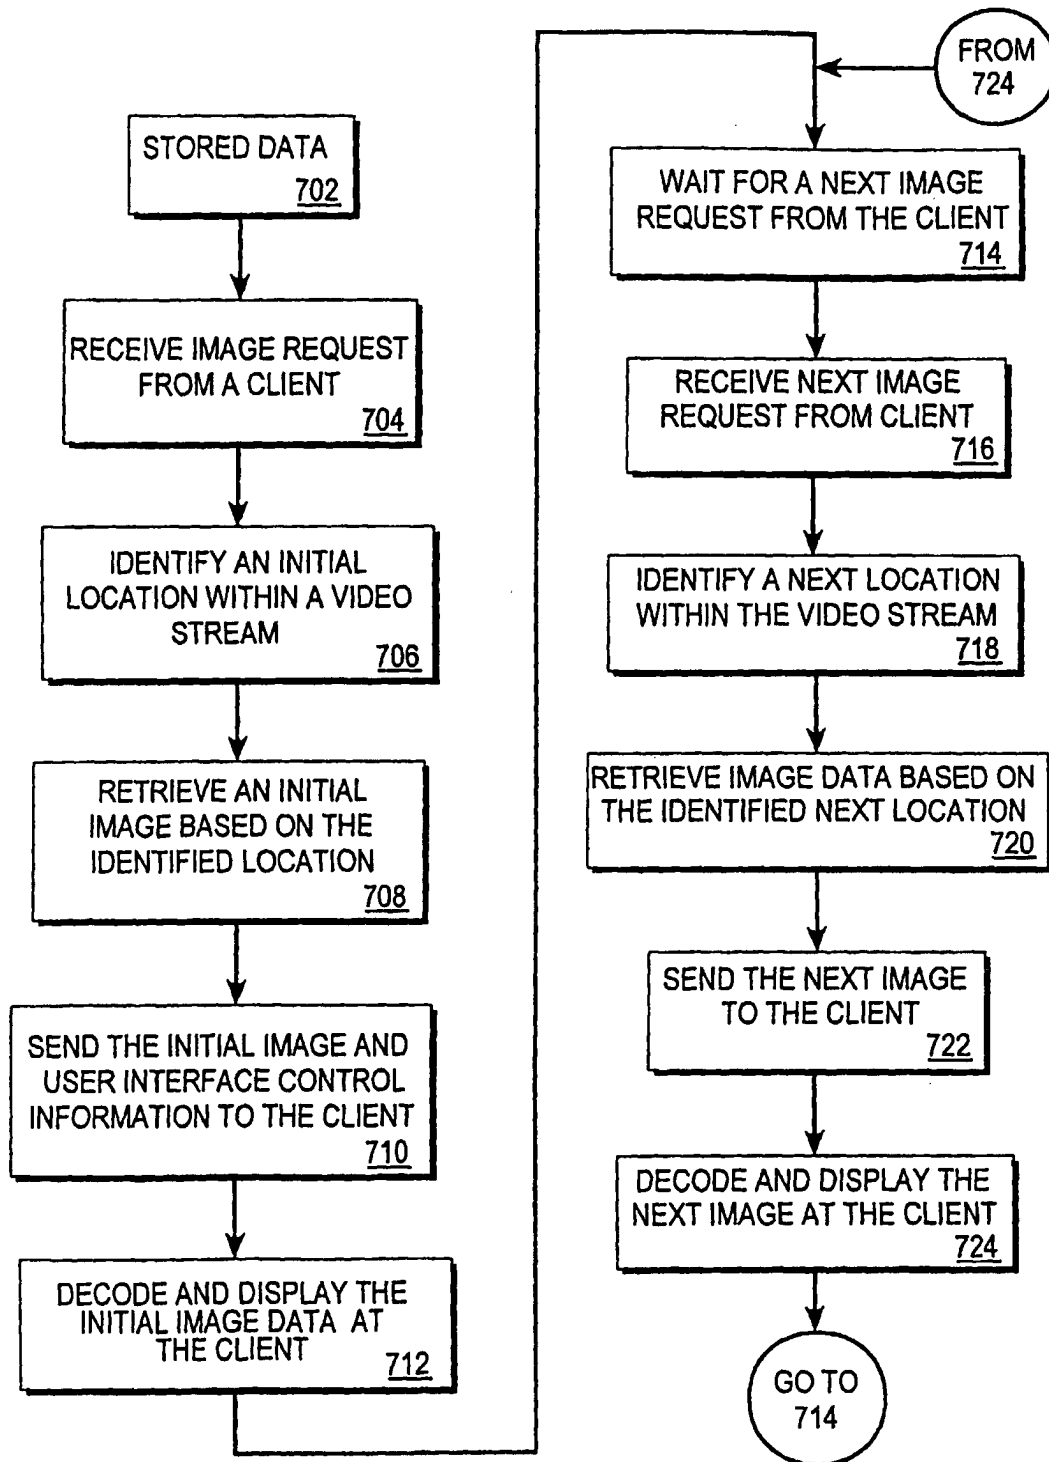 STORED DATA
702
RECEIVE IMAGE REQUEST
FROM A CLIENT
704
IDENTIFY AN INITIAL
LOCATION WITHIN A VIDEO
STREAM
706
RETRIEVE AN INITIAL
IMAGE BASED ON THE
IDENTIFIED LOCATION
708
SEND THE INITIAL IMAGE AND
USER INTERFACE CONTROL
INFORMATION TO THE CLIENT
710
DECODE AND DISPLAY THE
INITIAL IMAGE DATA AT
THE CLIENT
712
FROM
724
WAIT FOR A NEXT IMAGE
REQUEST FROM THE CLIENT
714
RECEIVE NEXT IMAGE
REQUEST FROM CLIENT
716
IDENTIFY A NEXT LOCATION
WITHIN THE VIDEO STREAM
718
RETRIEVE IMAGE DATA BASED ON
THE IDENTIFIED NEXT LOCATION
720
SEND THE NEXT IMAGE
TO THE CLIENT
722
DECODE AND DISPLAY THE
NEXT IMAGE AT THE CLIENT
724
GO TO
714